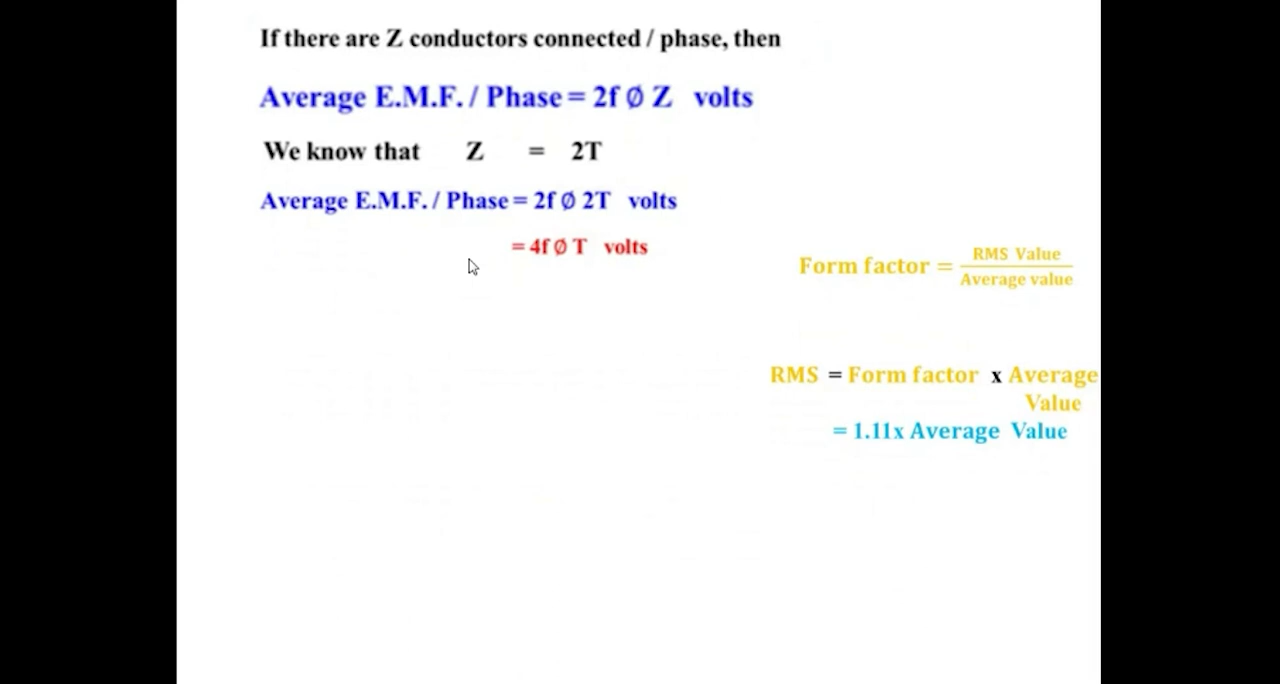 If there are Z conductors connected / phase, then
Average E.M.F. / Phase = 2f Ø Z volts
We know that Z = 2T
Average E.M.F. / Phase = 2f Ø 2T volts
= 4f Ø T volts
Form factor = RMS Value / Average value
RMS = Form factor x Average
Value
= 1.11x Average Value